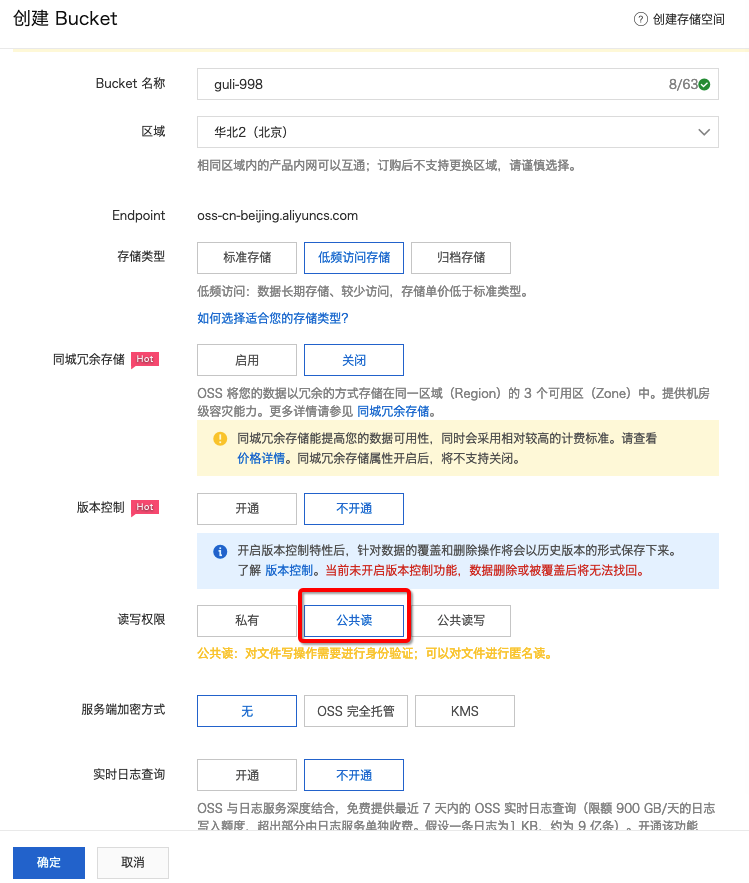 创建 Bucket
? 创建存储空间
Bucket 名称
guli-998
8/63
区域
华北2（北京）
相同区域内的产品内网可以互通；订购后不支持更换区域，请谨慎选择。
Endpoint
oss-cn-beijing.aliyuncs.com
存储类型
标准存储 低频访问存储 归档存储
低频访问：数据长期存储、较少访问，存储单价低于标准类型。
如何选择适合您的存储类型？
同城冗余存储 Hot
启用 关闭
OSS 将您的数据以冗余的方式存储在同一区域（Region）的 3 个可用区（Zone）中。提供机房
级容灾能力。更多详情请参见 同城冗余存储。
同城冗余存储能提高您的数据可用性，同时会采用相对较高的计费标准。请查看
价格详情。同城冗余存储属性开启后，将不支持关闭。
版本控制 Hot
开通 不开通
开启版本控制特性后，针对数据的覆盖和删除操作将会以历史版本的形式保存下来。
了解 版本控制。当前未开启版本控制功能，数据删除或被覆盖后将无法找回。
读写权限
私有 公共读 公共读写
公共读：对文件写操作需要进行身份验证；可以对文件进行匿名读。
服务端加密方式
无 OSS 完全托管 KMS
实时日志查询
开通 不开通
OSS 与日志服务深度结合，免费提供最近 7 天内的 OSS 实时日志查询（限额 900 GB/天的日志
写入额度，超出部分由日志服务单独收费。假设一条日志为1 KB，约为 9 亿条）。开通该功能
确定 取消